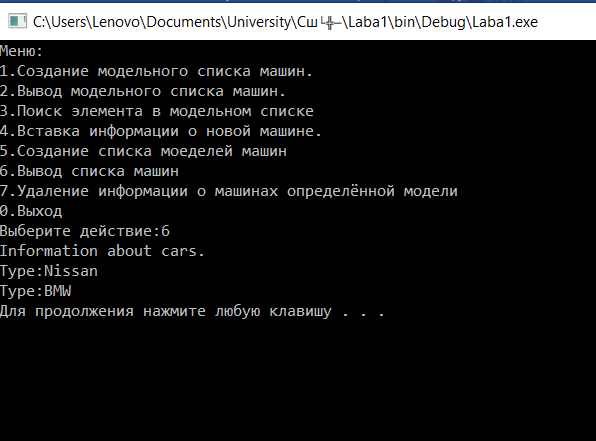 C:\Users\Lenovo\Documents\University\Сш└╬─\Laba1\bin\Debug\Laba1.exe
Меню:
1.Создание модельного списка машин.
2.Вывод модельного списка машин.
3.Поиск элемента в модельном списке
4.Вставка информации о новой машине.
5.Создание списка моеделей машин
6.Вывод списка машин
7.Удаление информации о машинах определённой модели
0.Выход
Выберите действие:6
Information about cars.
Type:Nissan
Type:BMW
Для продолжения нажмите любую клавишу . . .